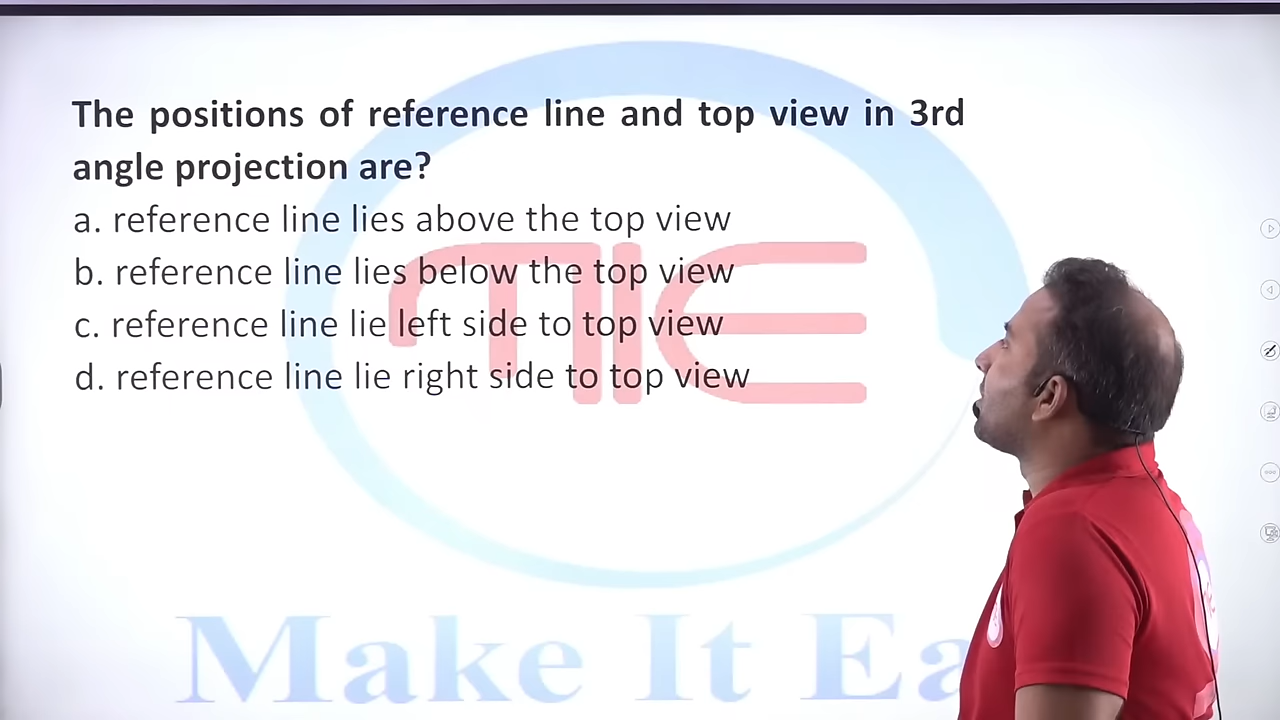 The positions of reference line and top view in 3rd
angle projection are?
a. reference line lies above the top view
b. reference line lies below the top view
c. reference line lie left side to top view
d. reference line lie right side to top view
MIE
Make It Ea